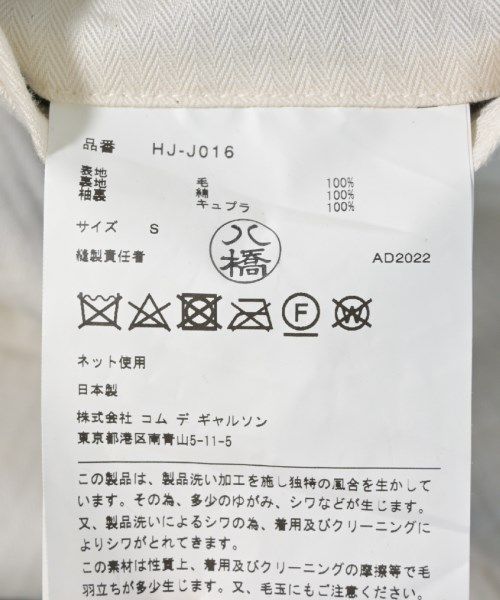 品番 HJ-J016
表地 毛 100%
裏地 綿 100%
袖裏 キュプラ 100%
サイズ S
縫製責任者 八橋 AD2022
F W
ネット使用
日本製
株式会社 コム デ ギャルソン
東京都港区南青山5-11-5
この製品は、製品洗い加工を施し独特の風合を生かして
います。その為、多少のゆがみ、シワなどが生じます。
又、製品洗いによるシワの為、着用及びクリーニングに
よりシワがとれてきます。
この素材は性質上、着用及びクリーニングの摩擦等で毛
羽立ちが多少生じます。又、毛玉にもご注意ください。